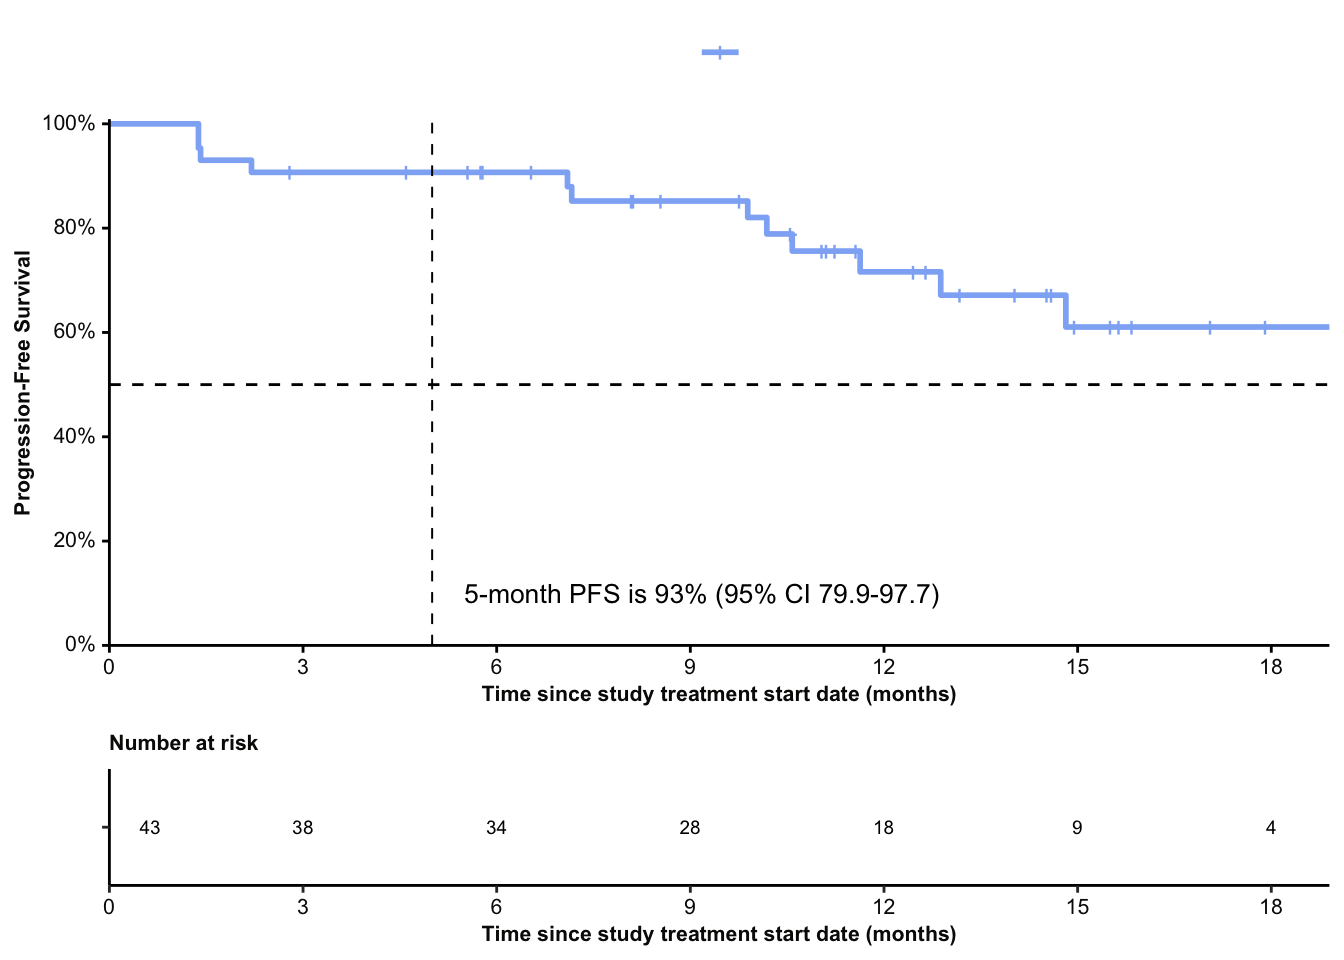 100%
80%
60%
40%
20%
0%
Progression-Free Survival
5-month PFS is 93% (95% CI 79.9-97.7)
0 3 6 9 12 15 18
Time since study treatment start date (months)
Number at risk
43 38 34 28 18 9 4
0 3 6 9 12 15 18
Time since study treatment start date (months)